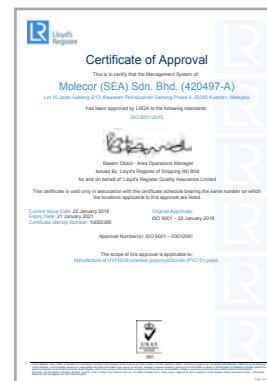 Lloyd's
Register
Certificate of Approval
This is to certify that the Management System of:
Molecor (SEA) Sdn. Bhd. (420497-A)
Lot 10 Jalan Gebeng 2/13, Kawasan Perindustrian Gebeng Phase II, 26080 Kuantan, Malaysia
has been approved by LRQA to the following standards:
ISO 9001:2015
Basem Obaid - Area Operations Manager
Issued By: Lloyd's Register of Shipping (M) Bhd
for and on behalf of: Lloyd's Register Quality Assurance Limited
This certificate is valid only in association with the certificate schedule bearing the same number on which
the locations applicable to this approval are listed.
Current Issue Date: 22 January 2018
Expiry Date: 21 January 2021
Certificate Identity Number: 10050385
Original Approvals:
ISO 9001 – 22 January 2018
Approval Number(s): ISO 9001 – 00012091
The scope of this approval is applicable to:
Manufacture of HYPRO® oriented polyvinylchloride (PVC-O) pipes.
UKAS
001